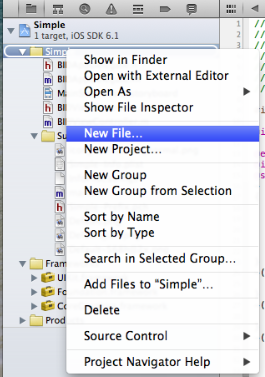 Simple
1 target, iOS SDK 6.1
Show in Finder
Open with External Editor
Open As
Show File Inspector
New File...
New Project...
New Group
New Group from Selection
Sort by Name
Sort by Type
Search in Selected Group...
Add Files to “Simple”...
Delete
Source Control
Project Navigator Help